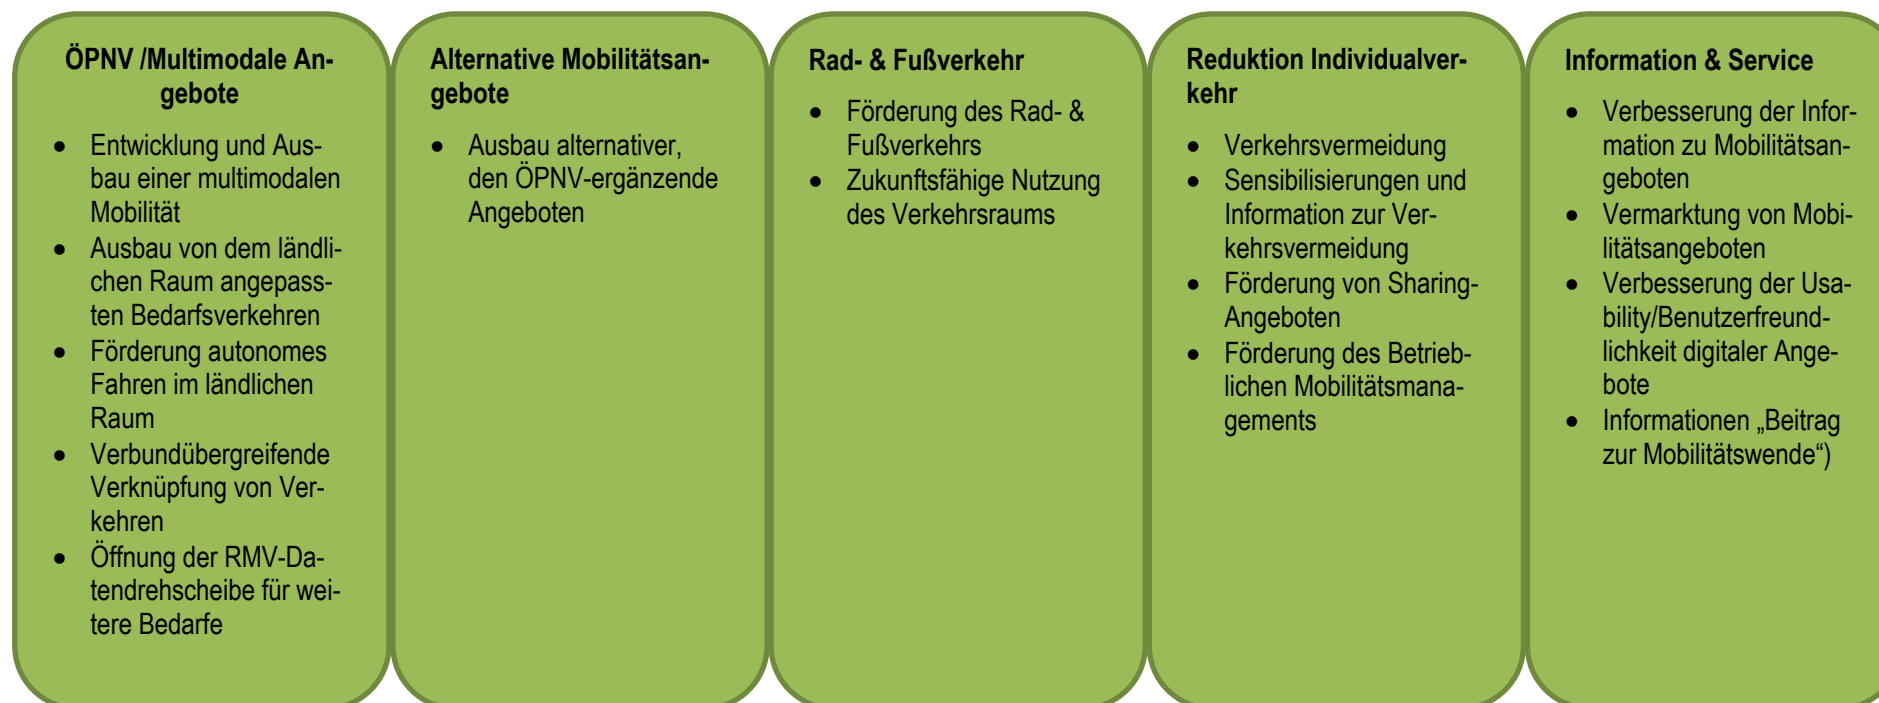 ÖPNV /Multimodale An-
gebote
• Entwicklung und Aus-
bau einer multimodalen
Mobilität
• Ausbau von dem ländli-
chen Raum angepass-
ten Bedarfsverkehren
• Förderung autonomes
Fahren im ländlichen
Raum
• Verbundübergreifende
Verknüpfung von Ver-
kehren
• Öffnung der RMV-Da-
tendrehscheibe für wei-
tere Bedarfe
Alternative Mobilitätsan-
gebote
• Ausbau alternativer,
den ÖPNV-ergänzende
Angeboten
Rad- & Fußverkehr
• Förderung des Rad- &
Fußverkehrs
• Zukunftsfähige Nutzung
des Verkehrsraums
Reduktion Individualver-
kehr
• Verkehrsvermeidung
• Sensibilisierungen und
Information zur Ver-
kehrsvermeidung
• Förderung von Sharing-
Angeboten
• Förderung des Betrieb-
lichen Mobilitätsmana-
gements
Information & Service
• Verbesserung der Infor-
mation zu Mobilitätsan-
geboten
• Vermarktung von Mobi-
litätsangeboten
• Verbesserung der Usa-
bility/Benutzerfreund-
lichkeit digitaler Ange-
bote
• Informationen „Beitrag
zur Mobilitätswende“)